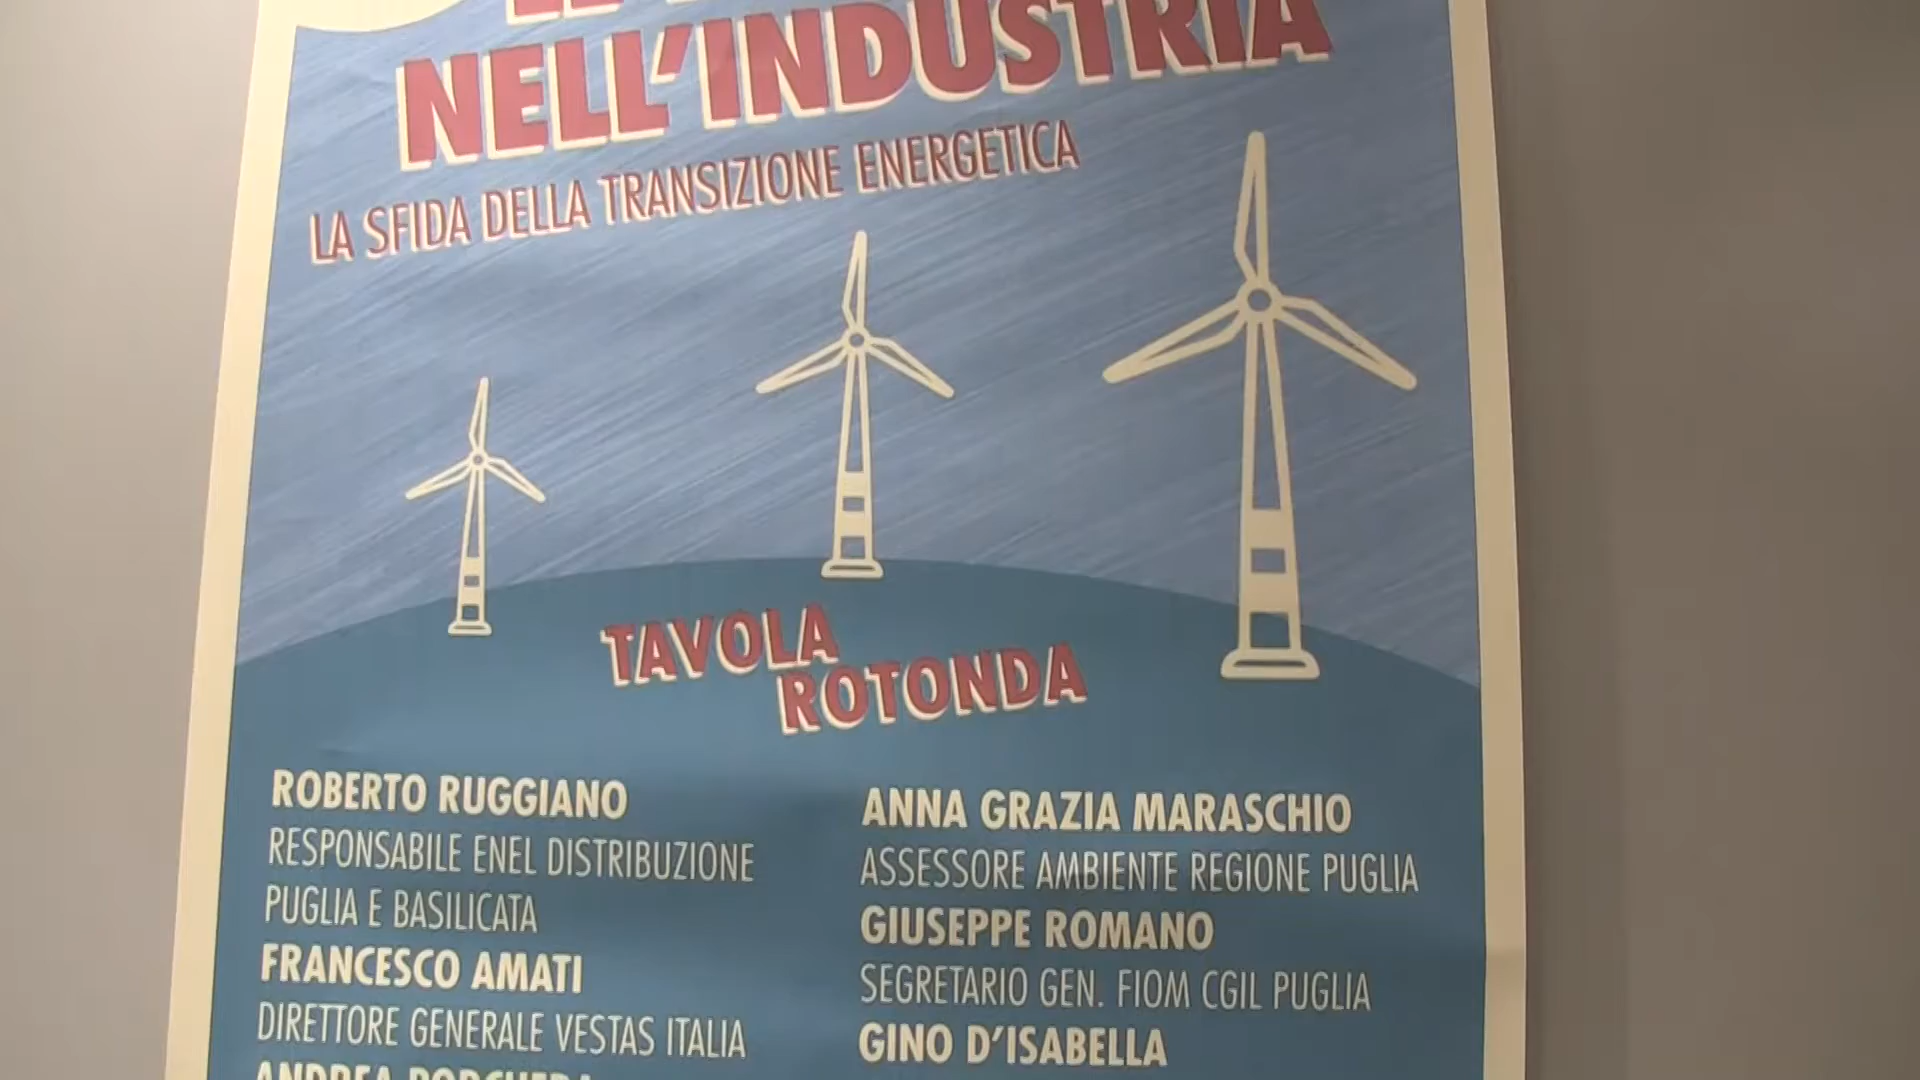 NELL'INDUSTRIA
LA SFIDA DELLA TRANSIZIONE ENERGETICA
TAVOLA
ROTONDA
ROBERTO RUGGIANO
RESPONSABILE ENEL DISTRIBUZIONE
PUGLIA E BASILICATA
FRANCESCO AMATI
DIRETTORE GENERALE VESTAS ITALIA
ANNA GRAZIA MARASCHIO
ASSESSORE AMBIENTE REGIONE PUGLIA
GIUSEPPE ROMANO
SEGRETARIO GEN. FIOM CGIL PUGLIA
GINO D'ISABELLA